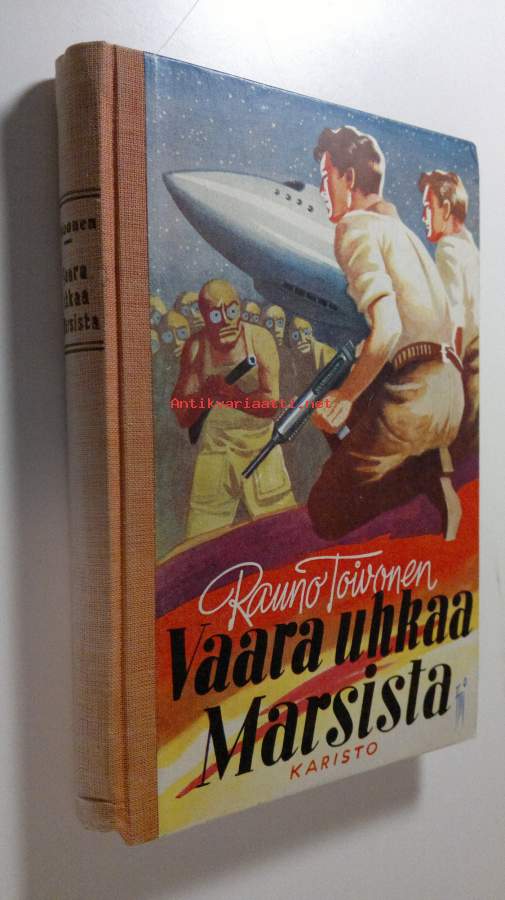 Rauno Toivonen
Vaara uhkaa
Marsista
KARISTO
Antikvariaatti.net